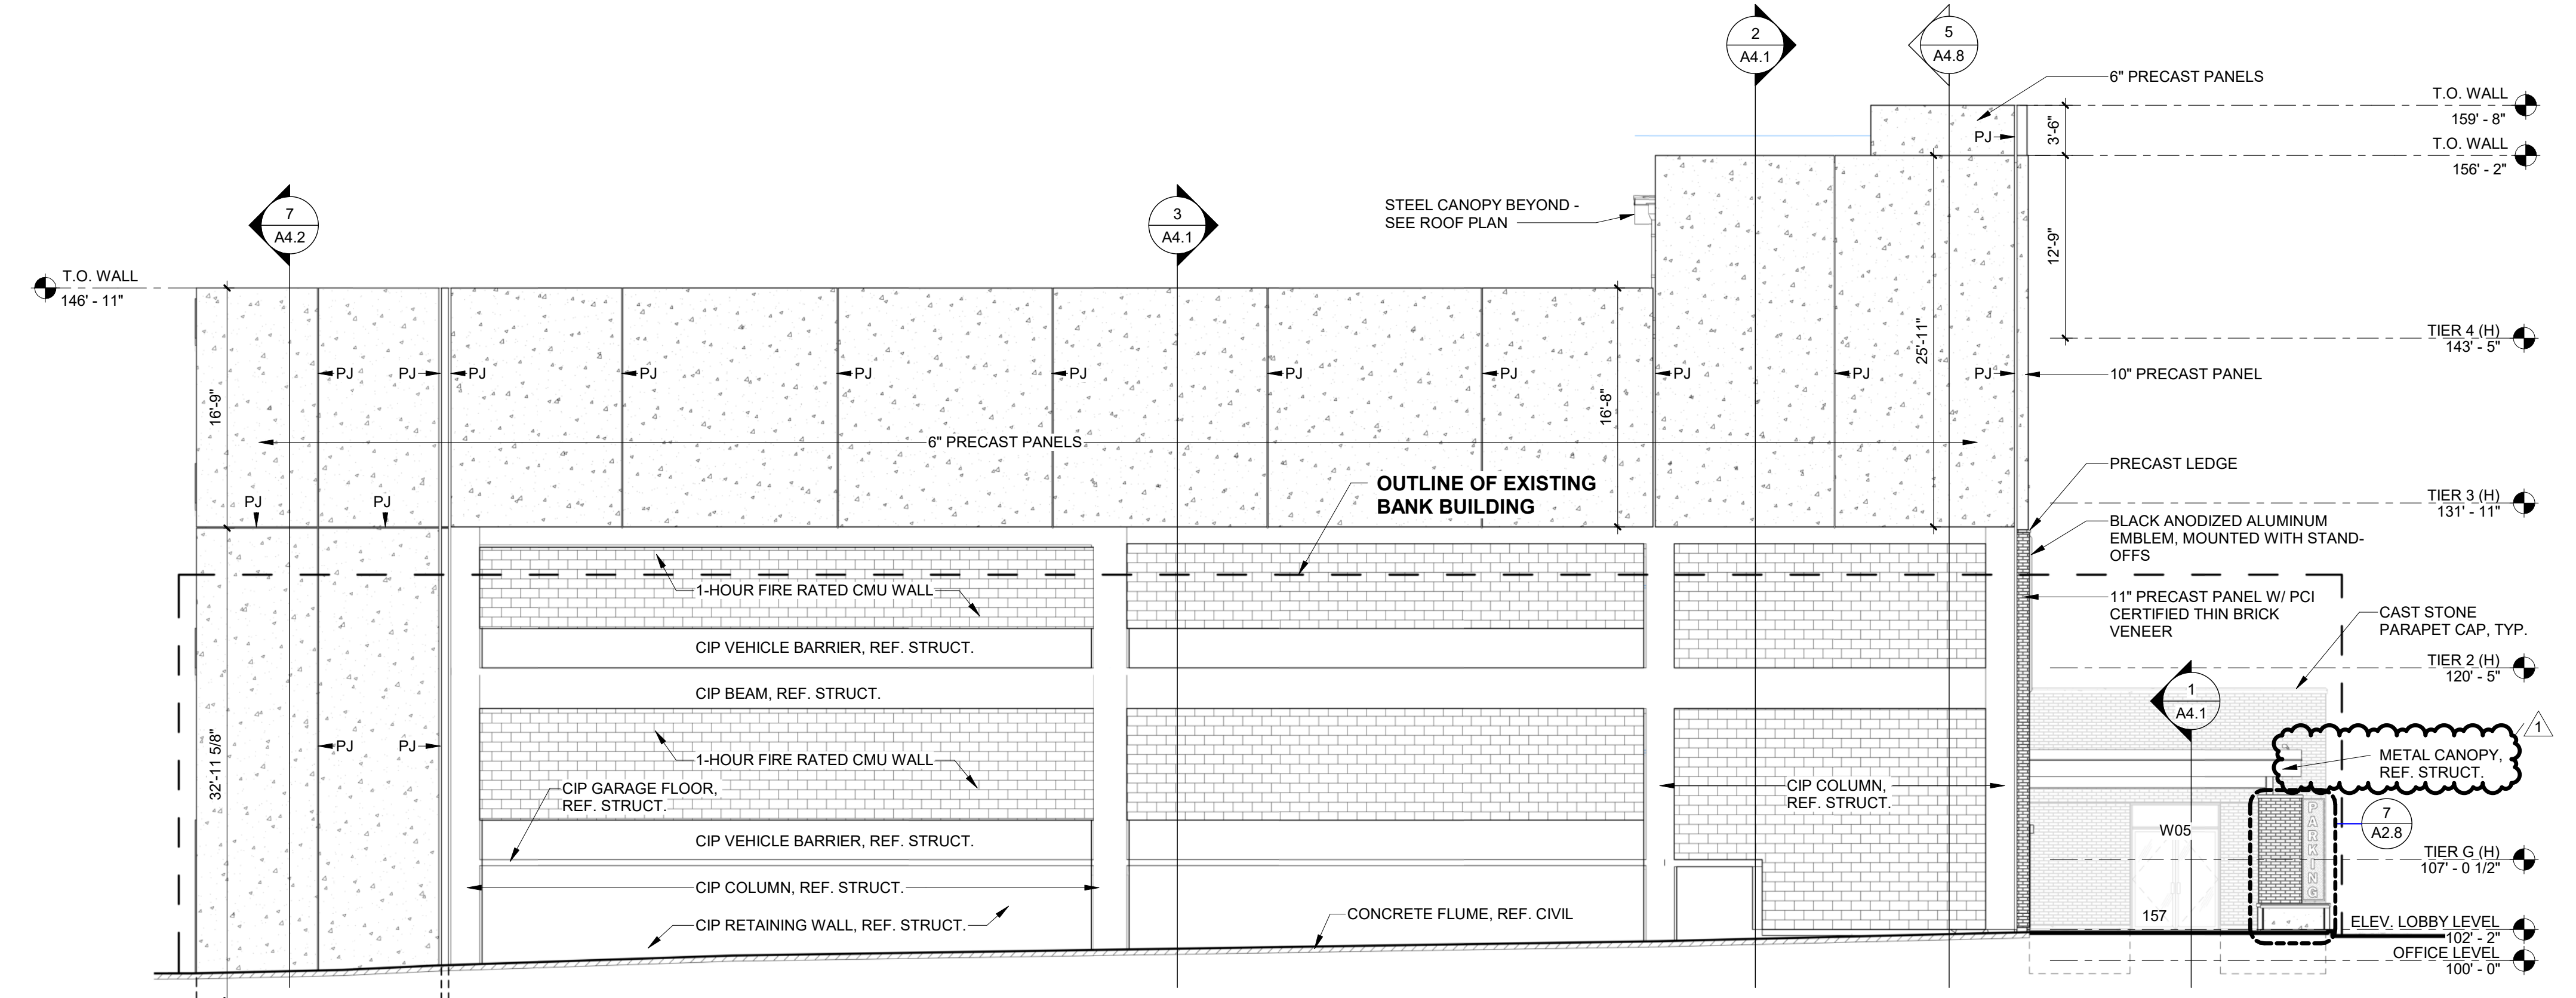 2
A4.1
5
A4.8
6" PRECAST PANELS
T.O. WALL
159' - 8"
PJ
3'-6"
T.O. WALL
156' - 2"
7
A4.2
3
A4.1
STEEL CANOPY BEYOND -
SEE ROOF PLAN
12'-9"
T.O. WALL
146' - 11"
TIER 4 (H)
143' - 5"
25'-11"
PJ
PJ
PJ
PJ
PJ
PJ
PJ
PJ
PJ
PJ
PJ
10" PRECAST PANEL
16'-9"
16'-8"
6" PRECAST PANELS
PRECAST LEDGE
OUTLINE OF EXISTING
BANK BUILDING
TIER 3 (H)
131' - 11"
PJ
PJ
BLACK ANODIZED ALUMINUM
EMBLEM, MOUNTED WITH STAND-
OFFS
1-HOUR FIRE RATED CMU WALL
11" PRECAST PANEL W/ PCI
CERTIFIED THIN BRICK
VENEER
CAST STONE
PARAPET CAP, TYP.
CIP VEHICLE BARRIER, REF. STRUCT.
TIER 2 (H)
120' - 5"
CIP BEAM, REF. STRUCT.
1
A4.1
1
PJ
PJ
32'-11 5/8"
1-HOUR FIRE RATED CMU WALL
METAL CANOPY,
REF. STRUCT.
CIP GARAGE FLOOR,
REF. STRUCT.
CIP COLUMN,
REF. STRUCT.
PARKING
W05
7
A2.8
CIP VEHICLE BARRIER, REF. STRUCT.
TIER G (H)
107' - 0 1/2"
CIP COLUMN, REF. STRUCT.
CONCRETE FLUME, REF. CIVIL
157
CIP RETAINING WALL, REF. STRUCT.
ELEV. LOBBY LEVEL
102' - 2"
OFFICE LEVEL
100' - 0"